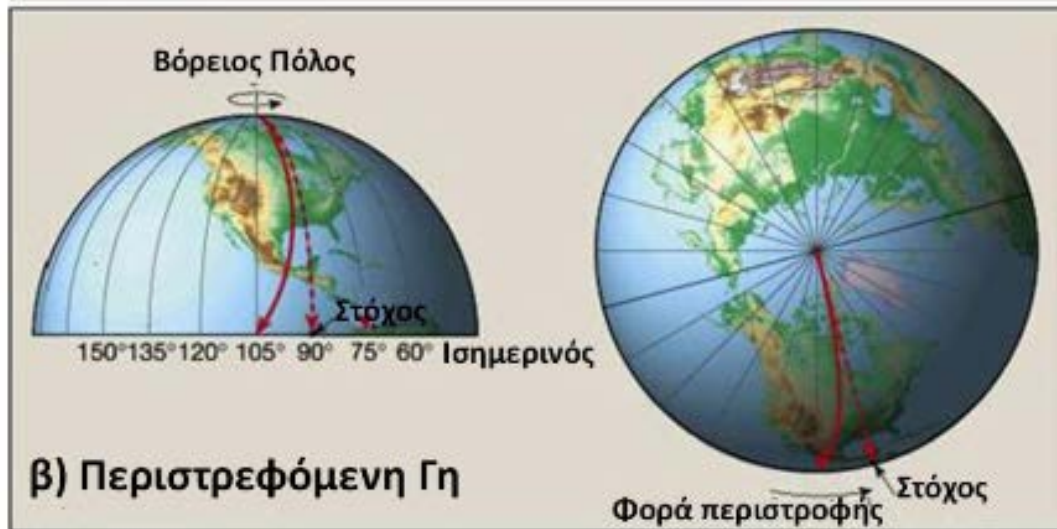 Βόρειος Πόλος
Στόχος
150° 135° 120° 105° 90° 75° 60° Ισημερινός
β) Περιστρεφόμενη Γη
Στόχος
Φορά περιστροφής